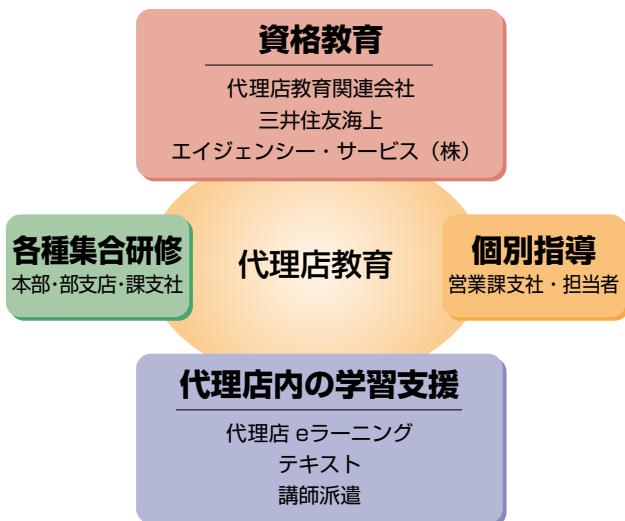 資格教育
代理店教育関連会社
三井住友海上
エイジェンシー・サービス（株）
各種集合研修
本部・部支店・課支社
代理店教育
個別指導
営業課支社・担当者
代理店内の学習支援
代理店 eラーニング
テキスト
講師派遣